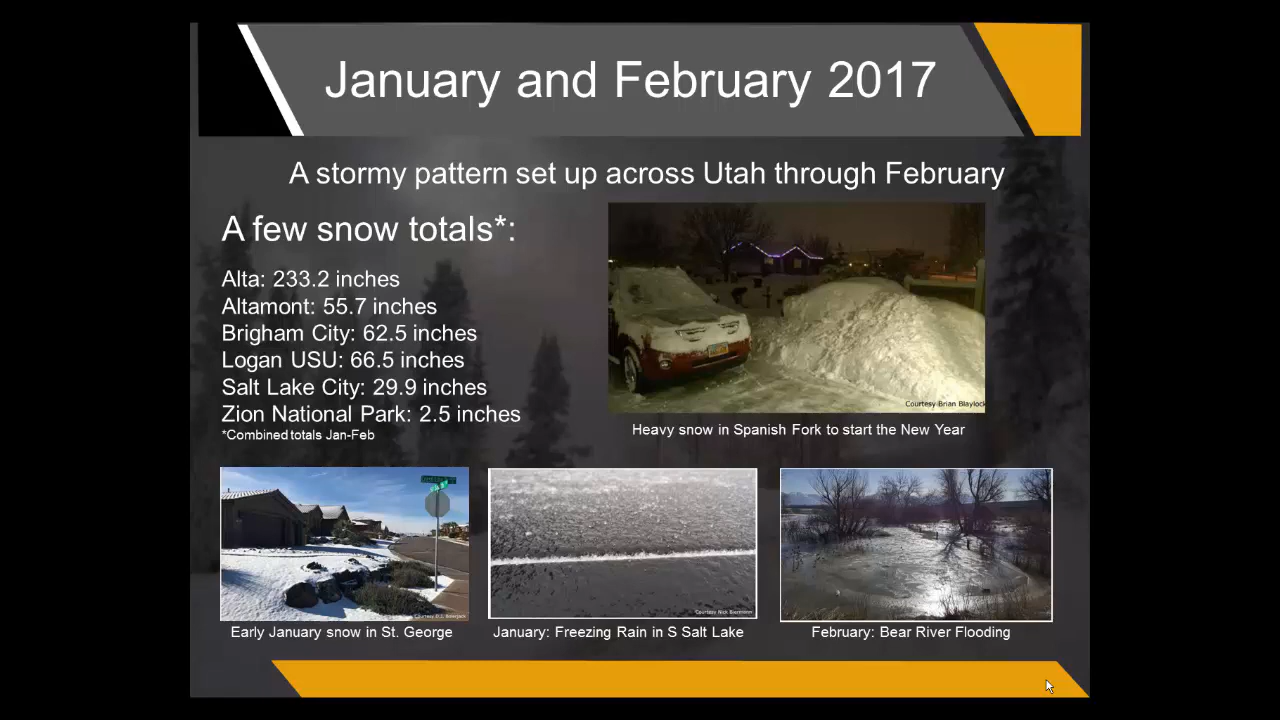 January and February 2017
A stormy pattern set up across Utah through February
A few snow totals*:
Alta: 233.2 inches
Altamont: 55.7 inches
Brigham City: 62.5 inches
Logan USU: 66.5 inches
Salt Lake City: 29.9 inches
Zion National Park: 2.5 inches
*Combined totals Jan-Feb
Courtesy Brian Blaylock
Heavy snow in Spanish Fork to start the New Year
Courtesy
Courtesy Nick Biermann
Early January snow in St. George
January: Freezing Rain in S Salt Lake
February: Bear River Flooding